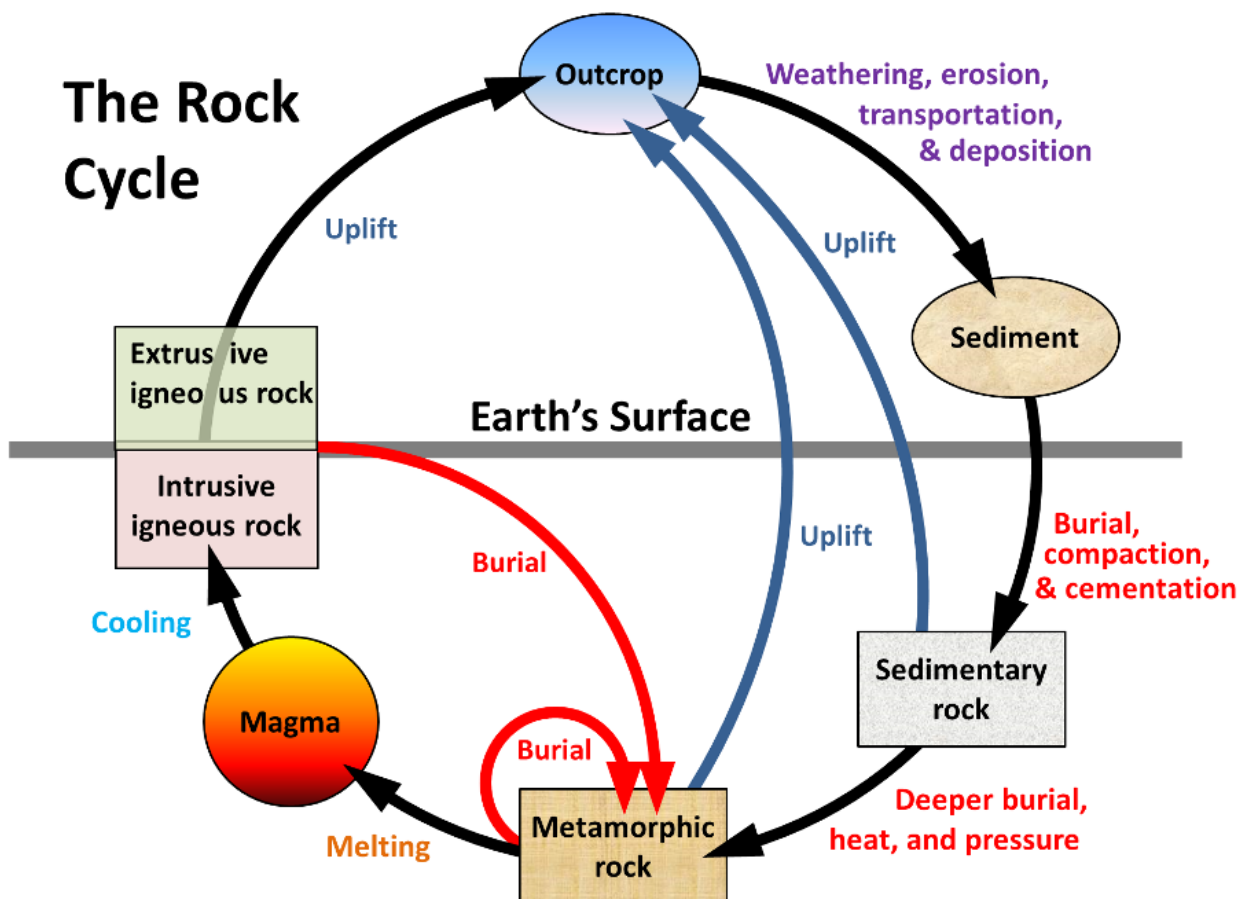 The Rock
Cycle
Outcrop
Weathering, erosion,
transportation,
& deposition
Uplift
Uplift
Sediment
Extrus ive
igneo us rock
Earth's Surface
Intrusive
igneous rock
Uplift
Burial,
compaction,
& cementation
Burial
Cooling
Sedimentary
rock
Magma
Burial
Deeper burial,
heat, and pressure
Metamorphic
rock
Melting